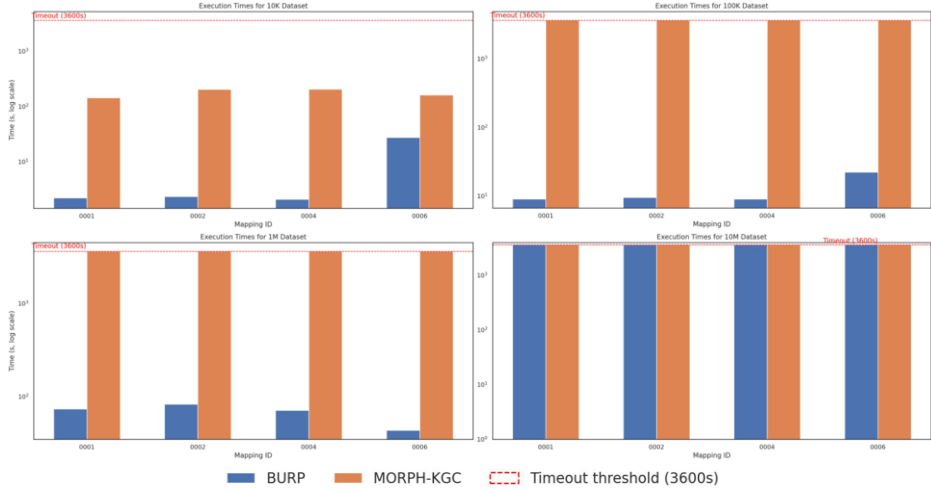 Execution Times for 10K Dataset
Timeout (3600s)
10³
10²
10¹
Time (s, log scale)
0001 0002 0004 0006
Mapping ID
Execution Times for 100K Dataset
Timeout (3600s)
10³
10²
10¹
0001 0002 0004 0006
Mapping ID
Execution Times for 1M Dataset
Timeout (3600s)
10³
10²
Time (s, log scale)
0001 0002 0004 0006
Mapping ID
Execution Times for 10M Dataset
Timeout (3600s)
10³
10²
10¹
10⁰
0001 0002 0004 0006
Mapping ID
BURP MORPH-KGC Timeout threshold (3600s)